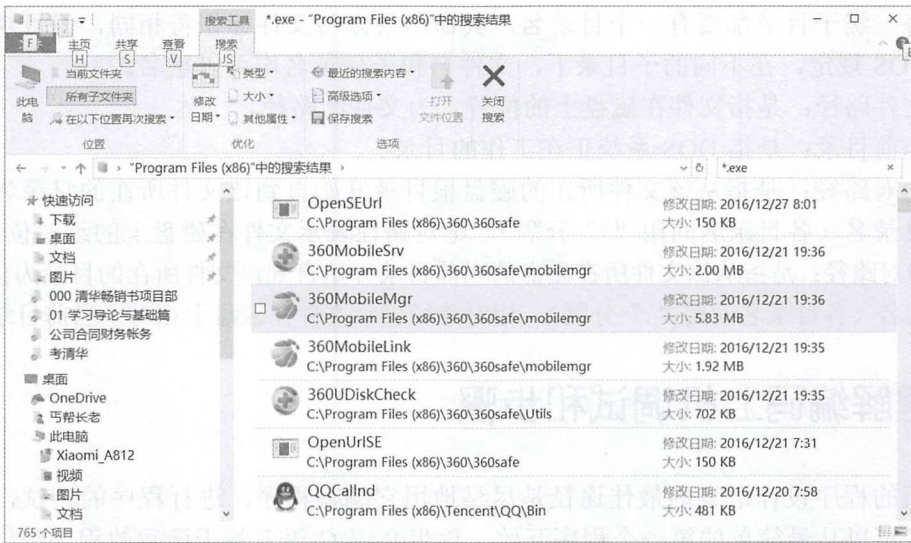 搜索工具 *.exe - "Program Files (x86)"中的搜索结果
F 主页 共享 查看 搜索
H S V JS
当前文件夹 类型 最近的搜索内容
所有子文件夹 大小 高级选项
此电脑 在以下位置再次搜索 修改日期 其他属性 保存搜索 打开文件位置 关闭搜索
位置 优化 选项
"Program Files (x86)"中的搜索结果 *.exe
快速访问
下载
桌面
文档
图片
000 清华畅销书项目部
01 学习导论与基础篇
公司合同财务帐务
考清华
桌面
OneDrive
丐帮长老
此电脑
Xiaomi_A812
视频
图片
文档
OpenSEUrl 修改日期: 2016/12/27 8:01
C:\Program Files (x86)\360\360safe 大小: 150 KB
360MobileSrv 修改日期: 2016/12/21 19:36
C:\Program Files (x86)\360\360safe\mobilemgr 大小: 2.00 MB
360MobileMgr 修改日期: 2016/12/21 19:36
C:\Program Files (x86)\360\360safe\mobilemgr 大小: 5.83 MB
360MobileLink 修改日期: 2016/12/21 19:35
C:\Program Files (x86)\360\360safe\mobilemgr 大小: 1.92 MB
360UDiskCheck 修改日期: 2016/12/21 19:35
C:\Program Files (x86)\360\360safe\Utils 大小: 702 KB
OpenUrlSE 修改日期: 2016/12/21 7:31
C:\Program Files (x86)\360\360safe 大小: 150 KB
QQCallnd 修改日期: 2016/12/20 7:58
C:\Program Files (x86)\Tencent\QQ\Bin 大小: 481 KB
765 个项目